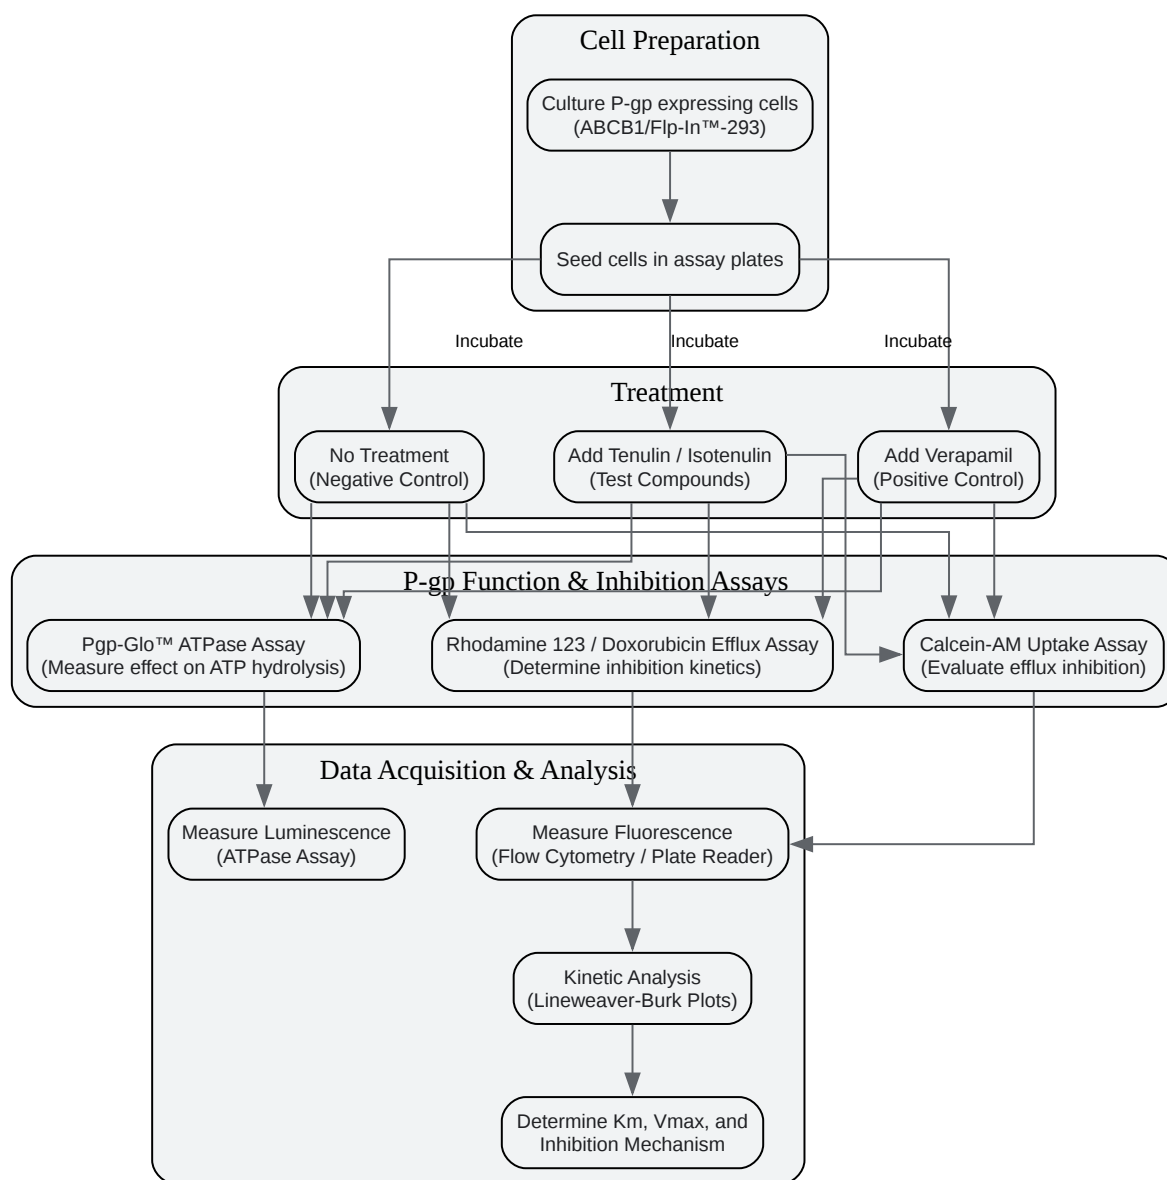 Cell Preparation
Culture P-gp expressing cells
(ABCB1/Flp-In™-293)
Seed cells in assay plates
Incubate
Incubate
Incubate
Treatment
No Treatment
(Negative Control)
Add Tenulin / Isotenulin
(Test Compounds)
Add Verapamil
(Positive Control)
P-gp Function & Inhibition Assays
Pgp-Glo™ ATPase Assay
(Measure effect on ATP hydrolysis)
Rhodamine 123 / Doxorubicin Efflux Assay
(Determine inhibition kinetics)
Calcein-AM Uptake Assay
(Evaluate efflux inhibition)
Data Acquisition & Analysis
Measure Luminescence
(ATPase Assay)
Measure Fluorescence
(Flow Cytometry / Plate Reader)
Kinetic Analysis
(Lineweaver-Burk Plots)
Determine Km, Vmax, and
Inhibition Mechanism